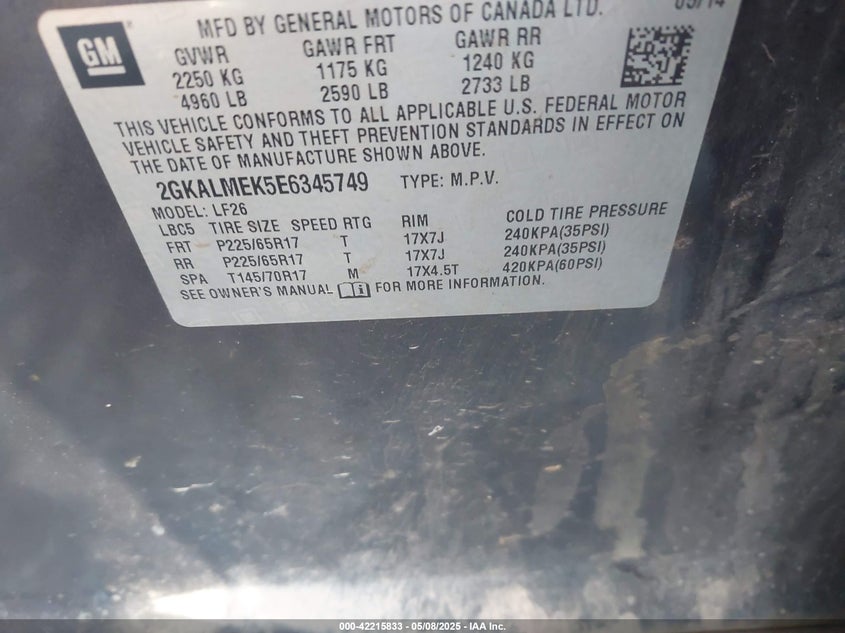 05/14
MFD BY GENERAL MOTORS OF CANADA LTD.
GM
GVWR GAWR FRT GAWR RR
2250 KG 1175 KG 1240 KG
4960 LB 2590 LB 2733 LB
THIS VEHICLE CONFORMS TO ALL APPLICABLE U.S. FEDERAL MOTOR
VEHICLE SAFETY AND THEFT PREVENTION STANDARDS IN EFFECT ON
THE DATE OF MANUFACTURE SHOWN ABOVE.
2GKALMEK5E6345749 TYPE: M.P.V.
MODEL: LF26
LBC5 TIRE SIZE SPEED RTG RIM COLD TIRE PRESSURE
FRT P225/65R17 T 17X7J 240KPA(35PSI)
RR P225/65R17 T 17X7J 240KPA(35PSI)
SPA T145/70R17 M 17X4.5T 420KPA(60PSI)
SEE OWNER'S MANUAL FOR MORE INFORMATION.
000-42215833 - 05/08/2025 - IAA Inc.